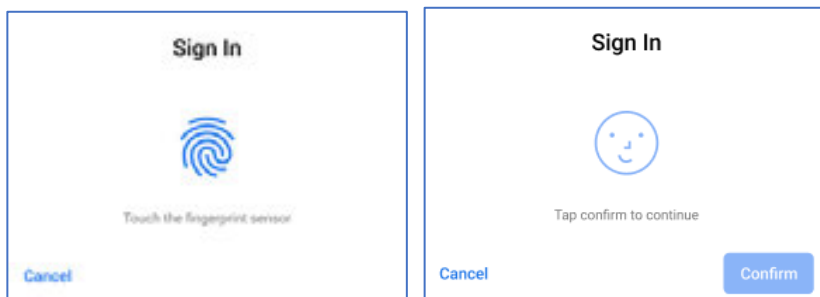 Sign In
Touch the fingerprint sensor
Cancel
Sign In
Tap confirm to continue
Cancel
Confirm